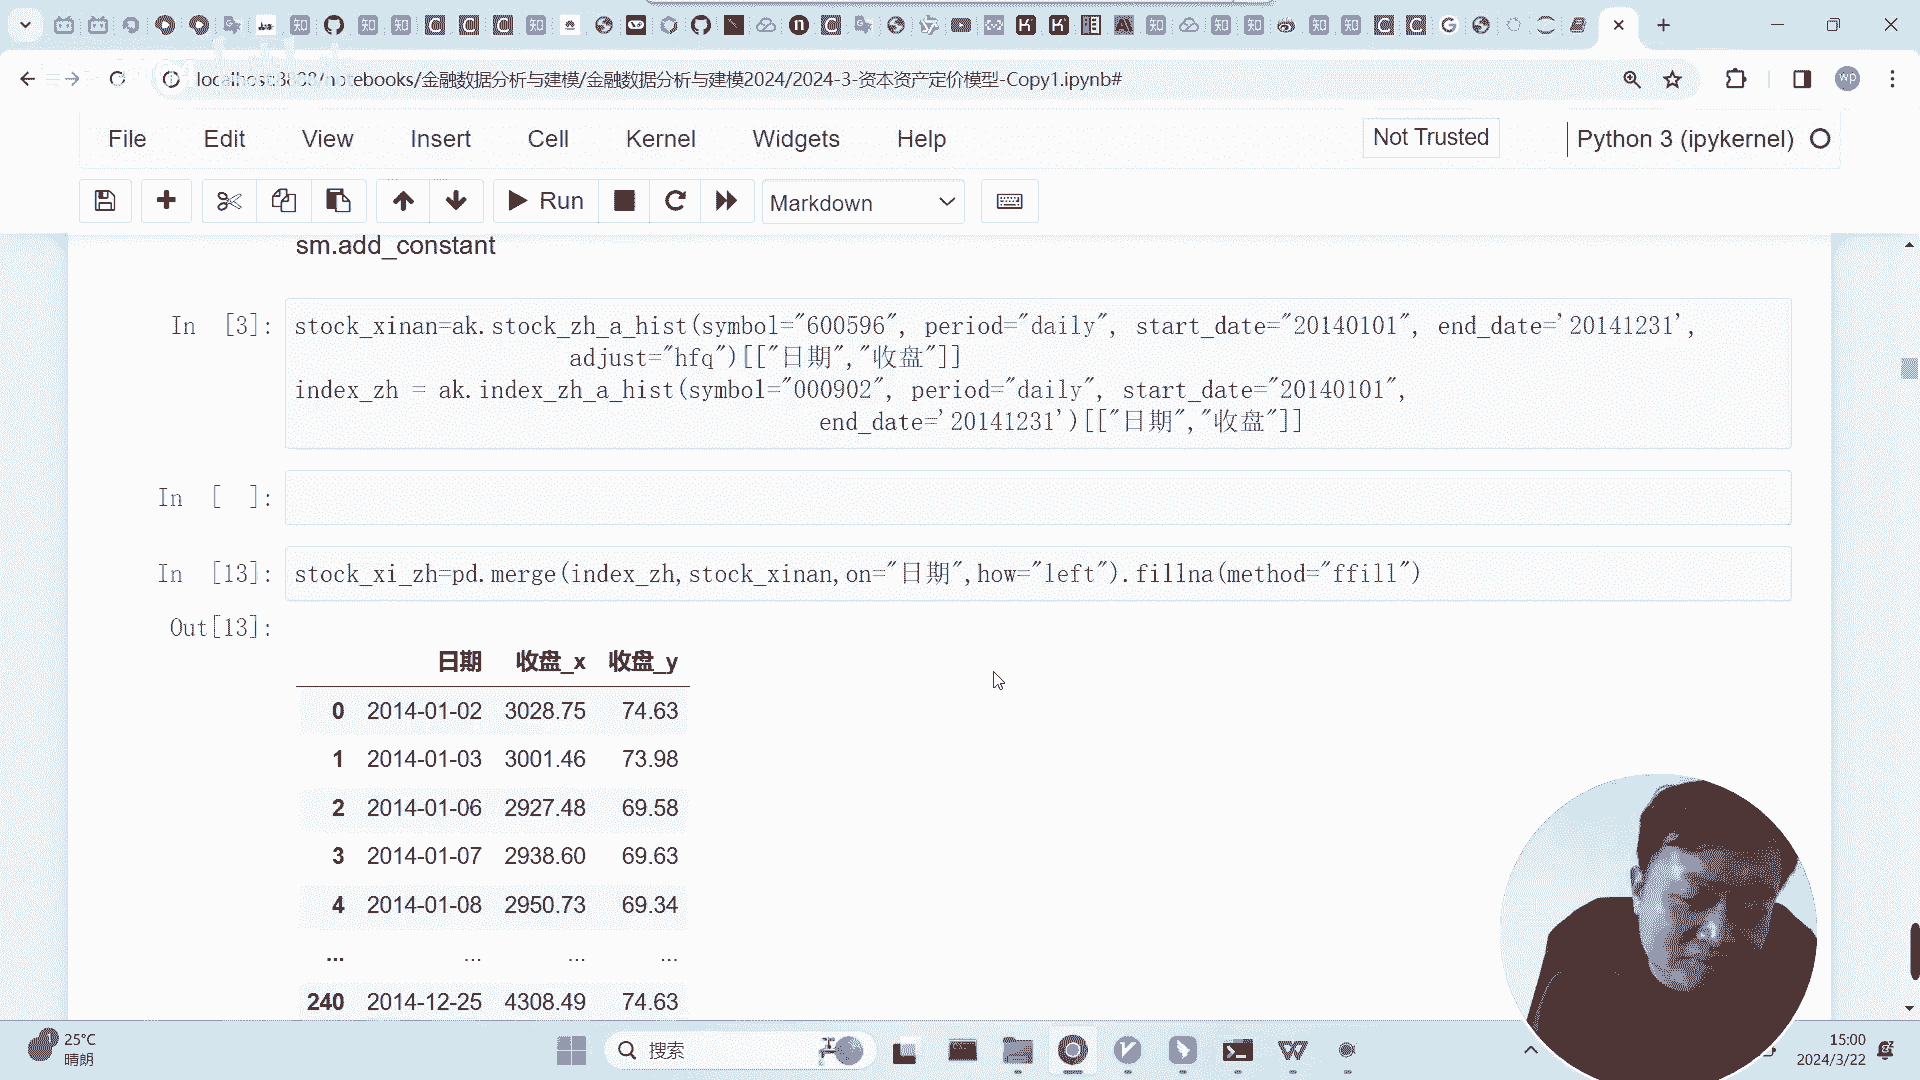 localhost:3888/notebooks/金融数据分析与建模/金融数据分析与建模2024/2024-3-资本资产定价模型-Copy1.ipynb#
wp
File Edit View Insert Cell Kernel Widgets Help Not Trusted Python 3 (ipykernel)
Run Markdown
sm.add_constant
In [3]: stock_xinan=ak.stock_zh_a_hist(symbol="600596", period="daily", start_date="20140101", end_date='20141231',
adjust="hfq")[["日期","收盘"]]
index_zh = ak.index_zh_a_hist(symbol="000902", period="daily", start_date="20140101",
end_date='20141231')[["日期","收盘"]]
In [ ]:
In [13]: stock_xi_zh=pd.merge(index_zh,stock_xinan,on="日期",how="left").fillna(method="ffill")
Out[13]:
日期 收盘_x 收盘_y
0 2014-01-02 3028.75 74.63
1 2014-01-03 3001.46 73.98
2 2014-01-06 2927.48 69.58
3 2014-01-07 2938.60 69.63
4 2014-01-08 2950.73 69.34
... ... ... ...
240 2014-12-25 4308.49 74.63
25°C
晴朗
搜索
15:00
2024/3/22